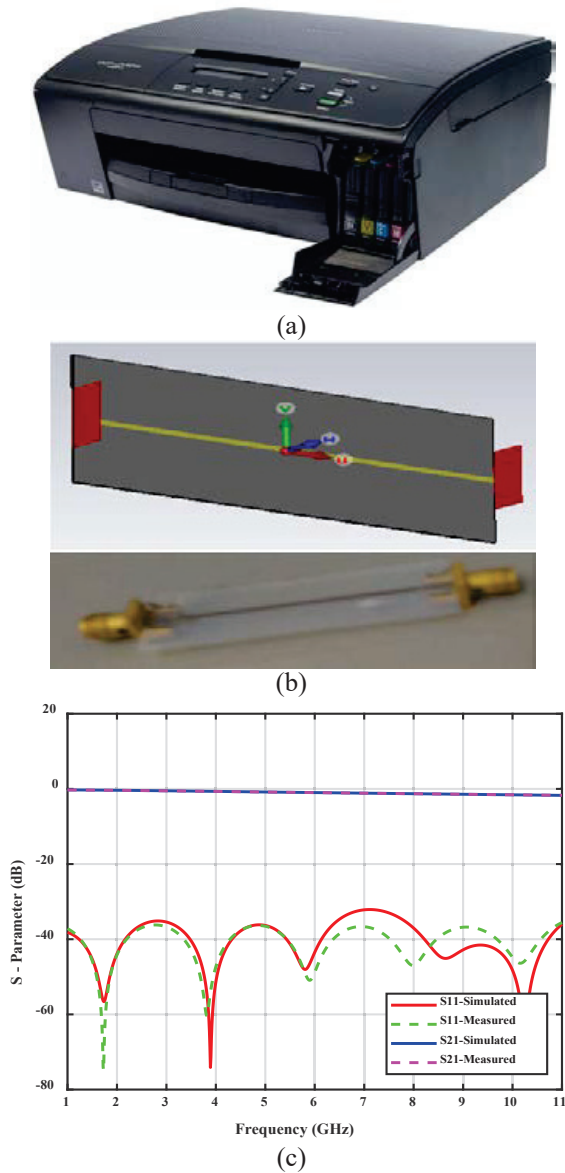 (a)
(b)
20
0
-20
-40
-60
-80
S - Parameter (dB)
S11-Simulated
S11-Measured
S21-Simulated
S21-Measured
1 2 3 4 5 6 7 8 9 10 11
Frequency (GHz)
(c)